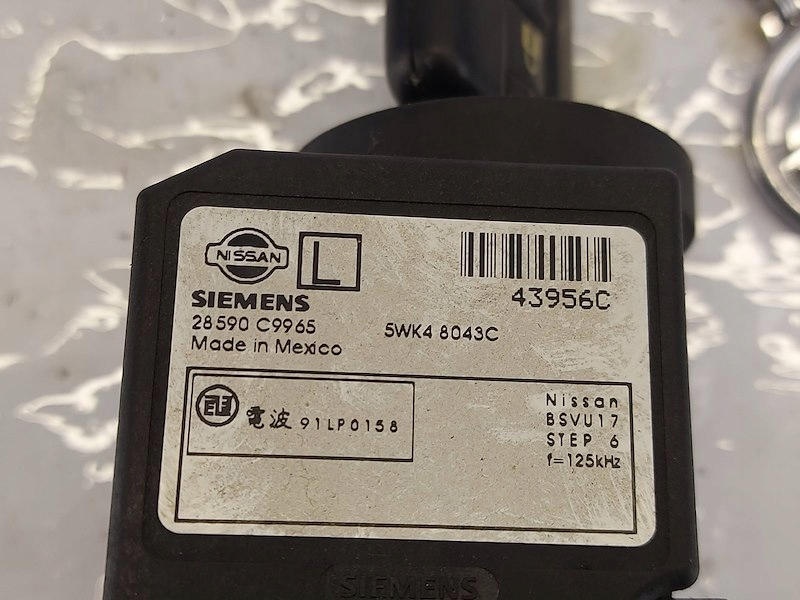 NISSAN L
SIEMENS
28590 C9965
5WK4 8043C
Made in Mexico
43956C
電波 91LP0158
Nissan
BSVU17
STEP 6
f=125kHz
SIEMENS